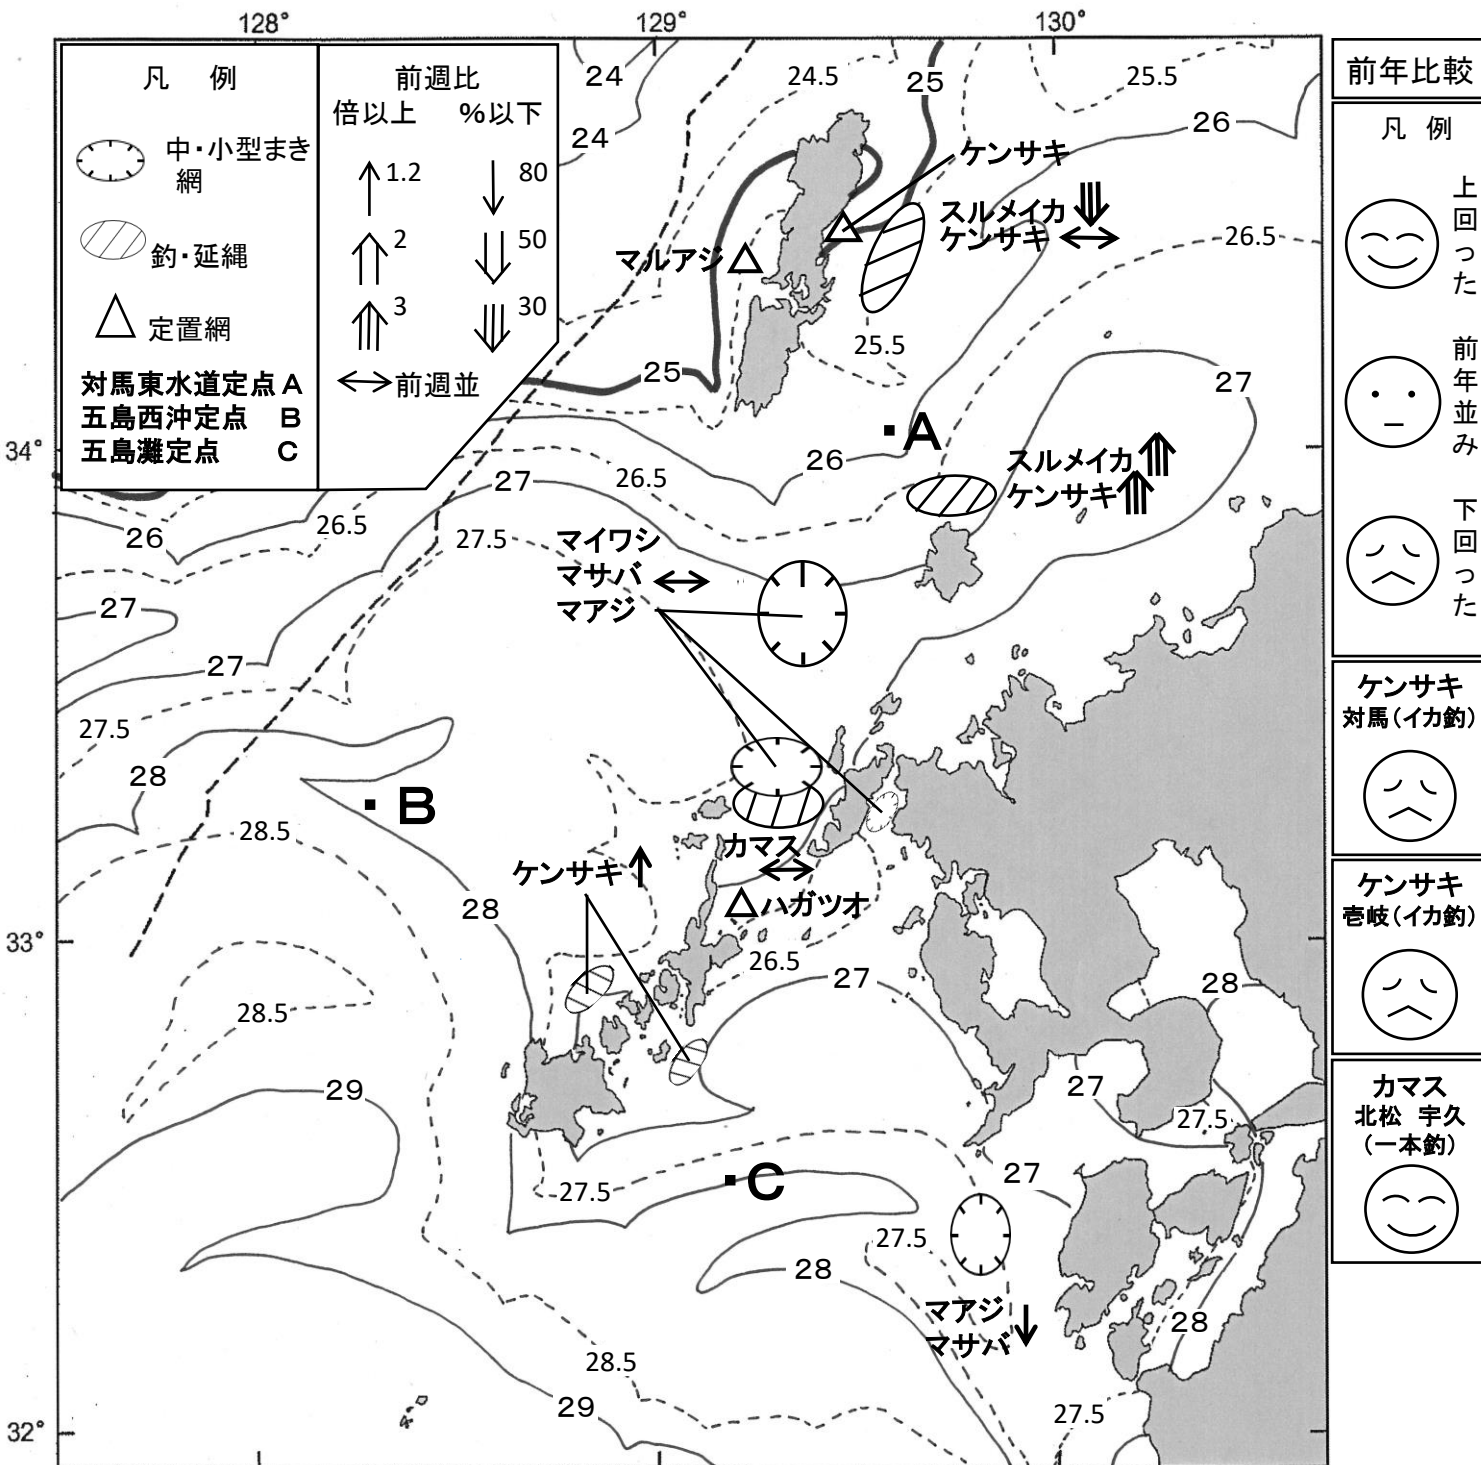 128°
129°
130°
凡 例
中・小型まき
網
釣・延縄
定置網
対馬東水道定点 A
五島西沖定点 B
五島灘定点 C
前週比
倍以上 %以下
1.2 80
2 50
3 30
前週並
24
24.5
25
25.5
24
26
ケンサキ
スルメイカ
ケンサキ
26.5
マルアジ
25.5
25
27
34°
A
26
スルメイカ
ケンサキ
26.5
27
26.5
26
27.5
マイワシ
マサバ
マアジ
27
27
27.5
28
B
28.5
カマス
ケンサキ
ハガツオ
28
33°
26.5
27
28
28.5
29
27
27.5
C
27.5
27
27.5
28
マアジ
マサバ
28
28.5
29
27.5
32°
前年比較
凡 例
上回った
前年並み
下回った
ケンサキ
対馬(イカ釣)
ケンサキ
壱岐(イカ釣)
カマス
北松 宇久
(一本釣)